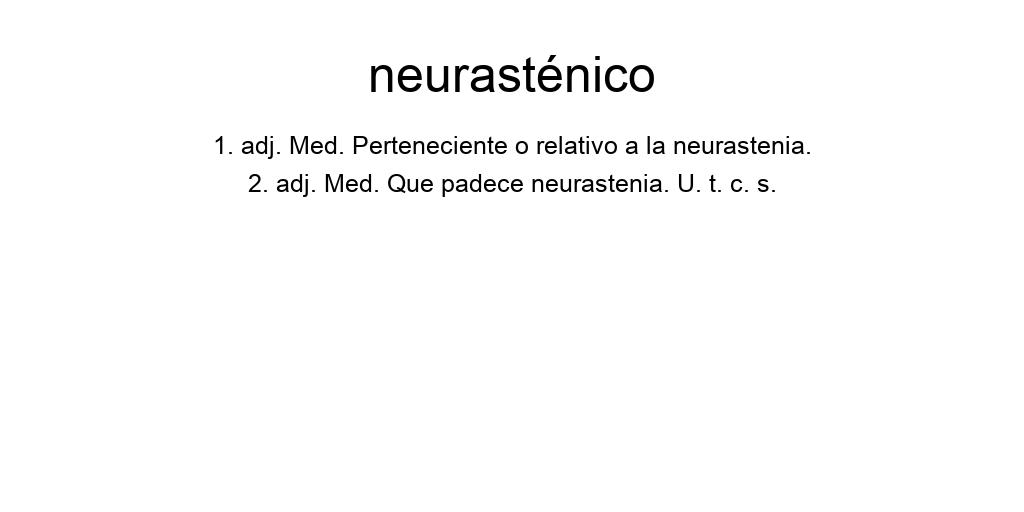 neurasténico
1. adj. Med. Perteneciente o relativo a la neurastenia.
2. adj. Med. Que padece neurastenia. U. t. c. s.